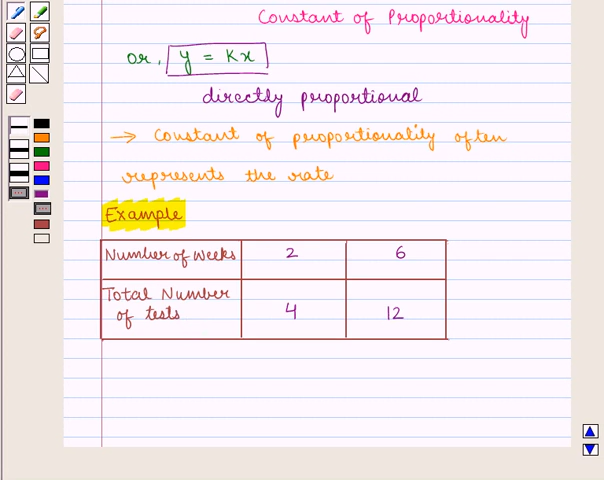 Constant of Proportionality
or, y = Kx
directly proportional
→ Constant of proportionality often
represents the rate
Example
Number of weeks 2 6
Total Number
of tests 4 12